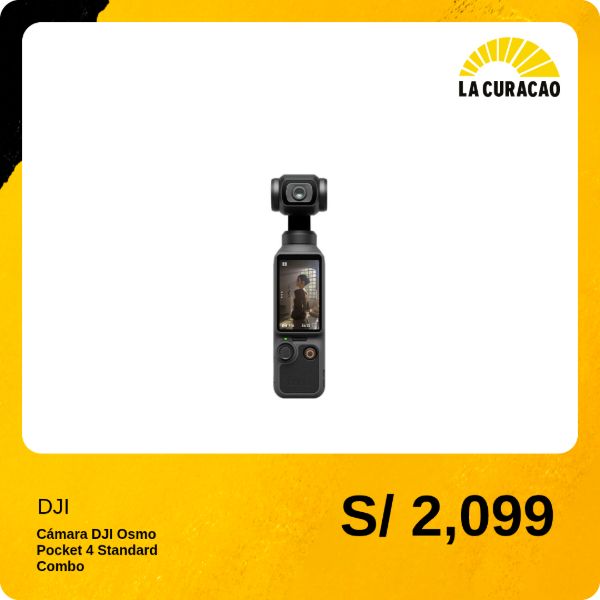 LA CURACAO
DJI
Cámara DJI Osmo
Pocket 4 Standard
Combo
S/ 2,099